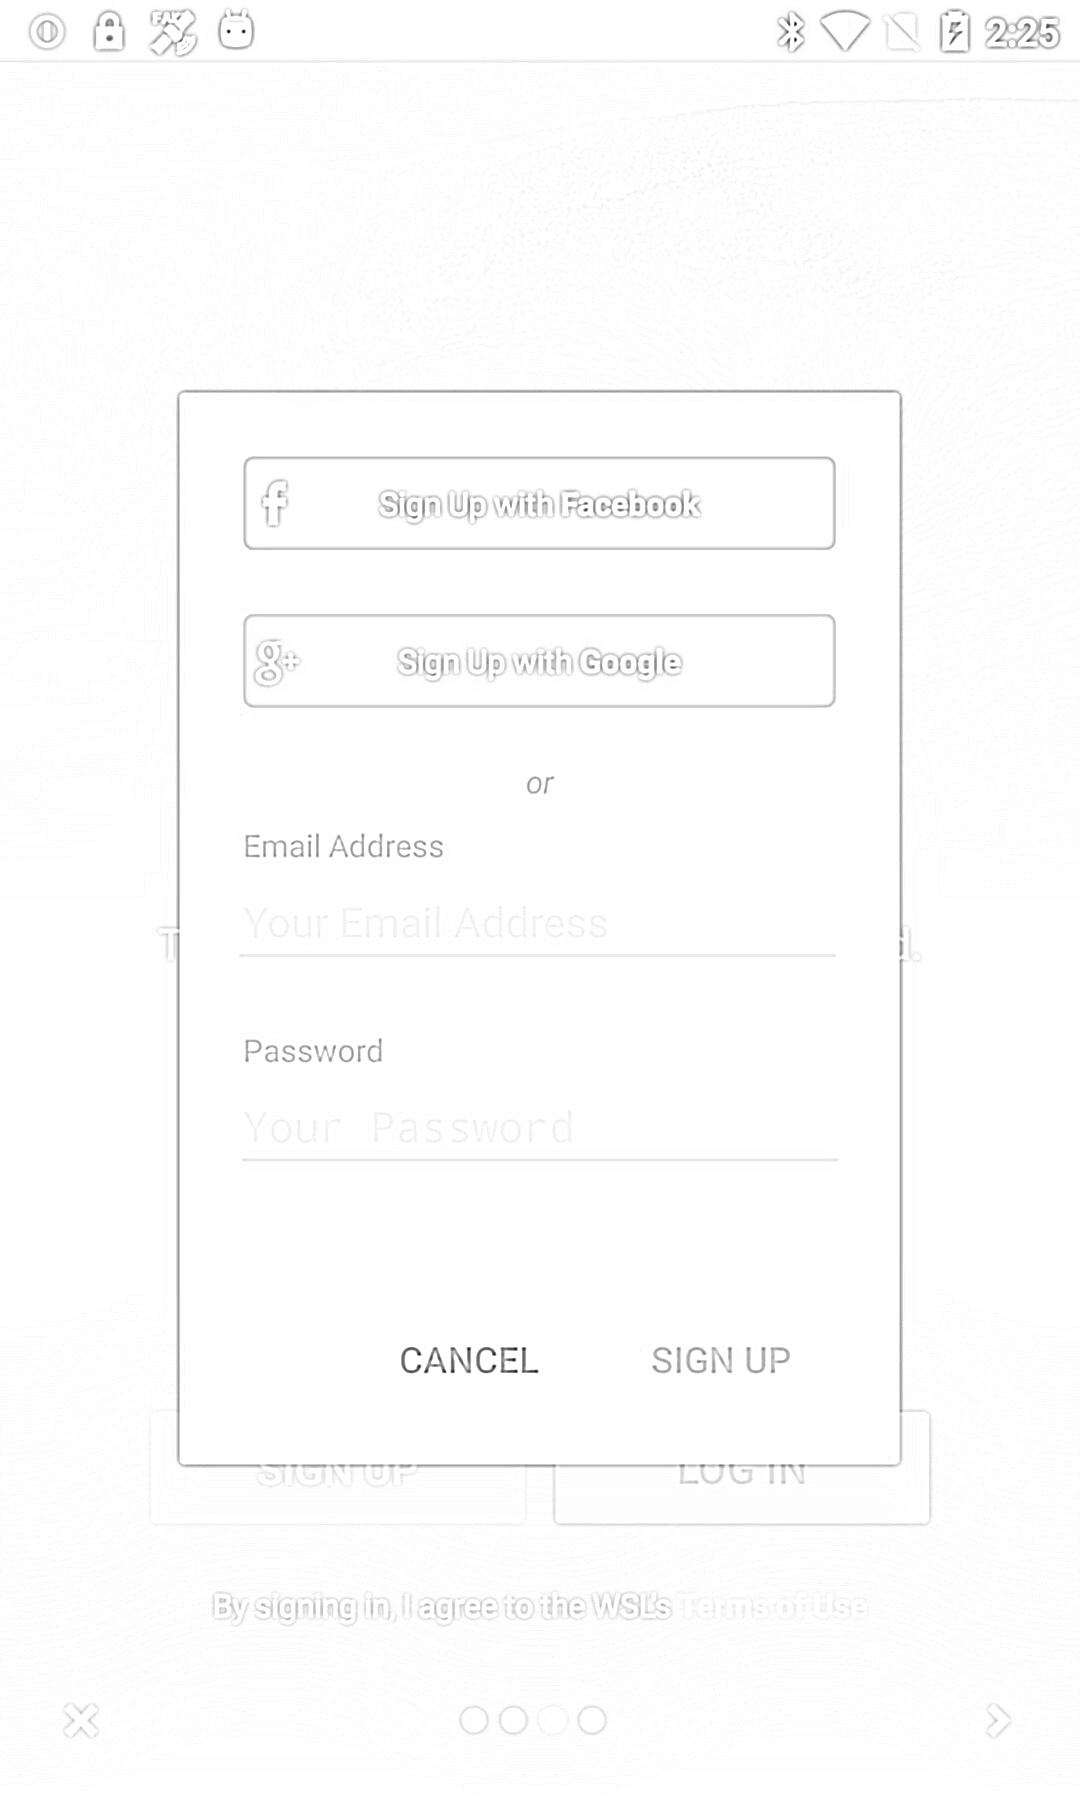 2:25
Sign Up with Facebook
g+ Sign Up with Google
or
Email Address
Your Email Address
T d.
Password
Your Password
CANCEL SIGN UP
SIGN UP LOG IN
By signing in, I agree to the WSL's Terms of Use